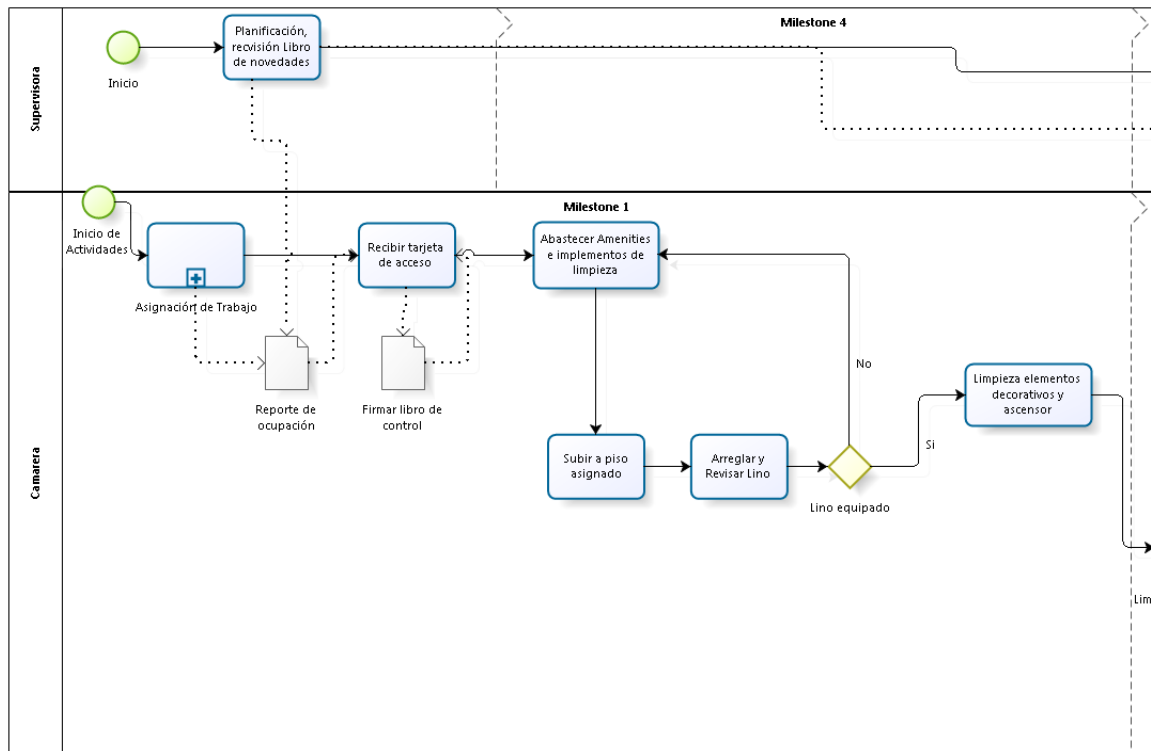 Supervisora
Milestone 4
Planificación,
recvisión Libro
de novedades
Inicio
Camarera
Milestone 1
Inicio de
Actividades
Asignación de Trabajo
Recibir tarjeta
de acceso
Abastecer Amenities
e implementos de
limpieza
Reporte de
ocupación
Firmar libro de
control
No
Limpieza elementos
decorativos y
ascensor
Si
Subir a piso
asignado
Arreglar y
Revisar Lino
Lino equipado
Lim